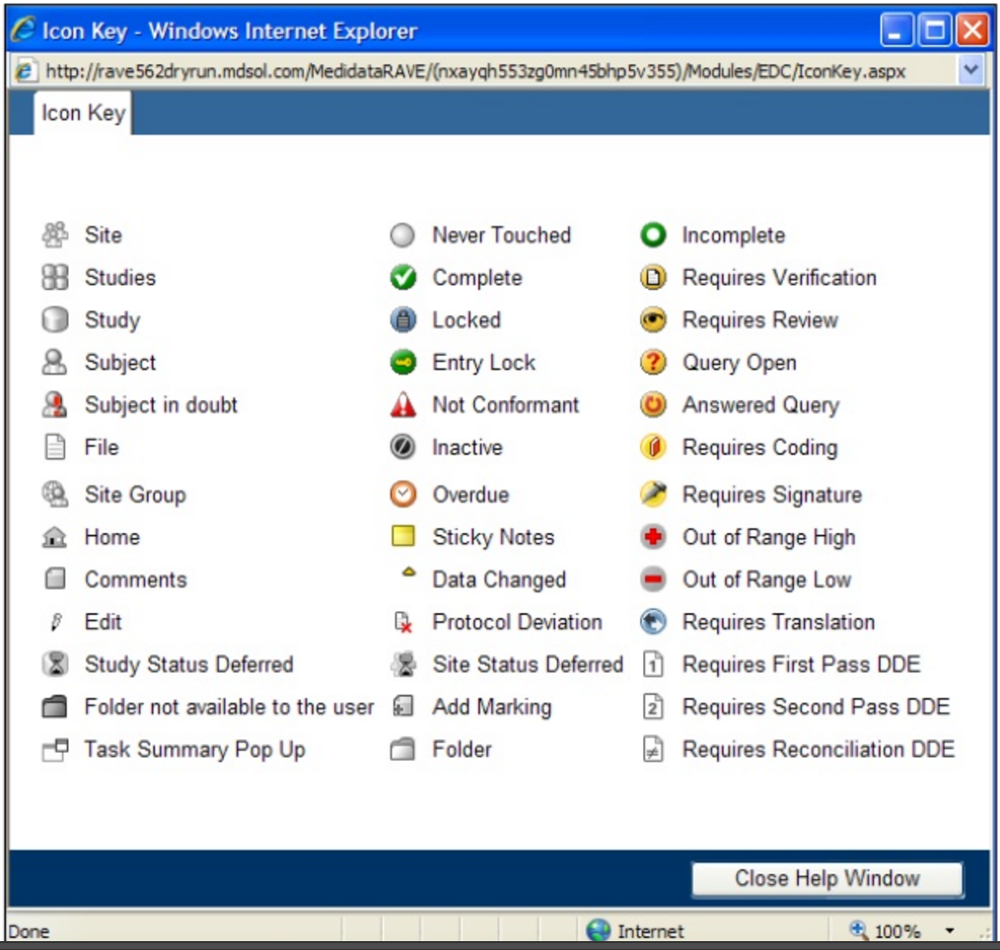 Icon Key - Windows Internet Explorer
http://rave562dryrun.mdsol.com/MedidataRAVE/(nxayqh553zg0mn45bhp5v355)/Modules/EDC/IconKey.aspx
Icon Key
Site Never Touched Incomplete
Studies Complete Requires Verification
Study Locked Requires Review
Subject Entry Lock Query Open
Subject in doubt Not Conformant Answered Query
File Inactive Requires Coding
Site Group Overdue Requires Signature
Home Sticky Notes Out of Range High
Comments Data Changed Out of Range Low
Edit Protocol Deviation Requires Translation
Study Status Deferred Site Status Deferred 1 Requires First Pass DDE
Folder not available to the user Add Marking 2 Requires Second Pass DDE
Task Summary Pop Up Folder ≠ Requires Reconciliation DDE
Close Help Window
Done Internet 100%